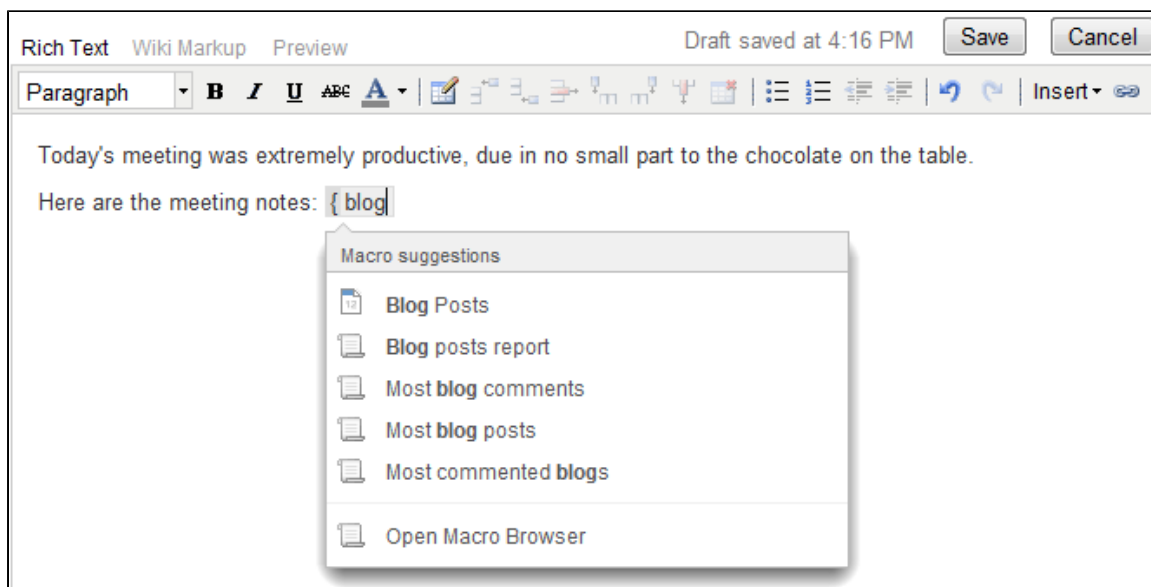 Rich Text Wiki Markup Preview Draft saved at 4:16 PM Save Cancel
Paragraph B I U ABC A Insert
Today's meeting was extremely productive, due in no small part to the chocolate on the table.
Here are the meeting notes: { blog
Macro suggestions
12 Blog Posts
Blog posts report
Most blog comments
Most blog posts
Most commented blogs
Open Macro Browser